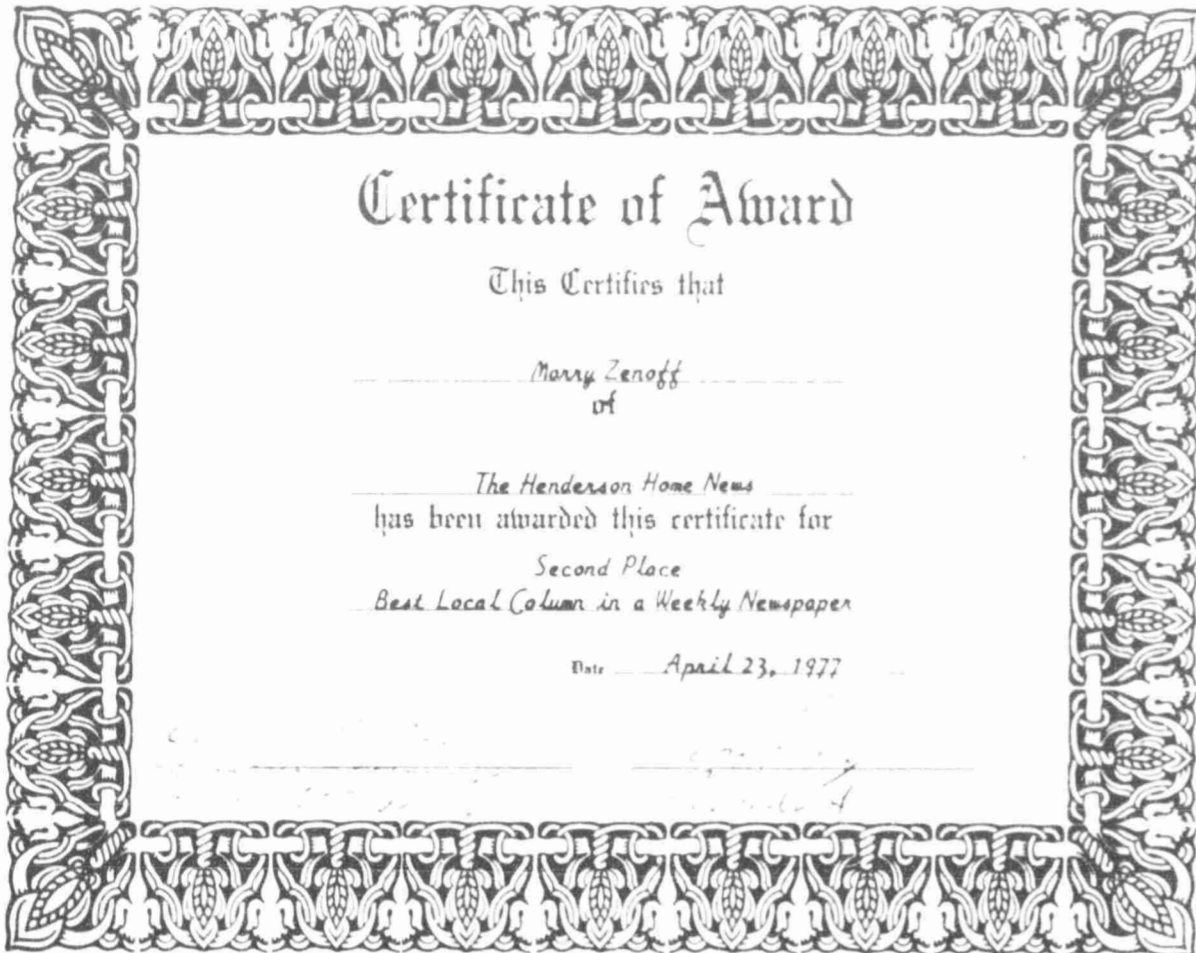 Certificate of Award
This Certifies that
Morry Zenoff
of
The Henderson Home News
has been awarded this certificate for
Second Place
Best Local Column in a Weekly Newspaper
Date April 23, 1977